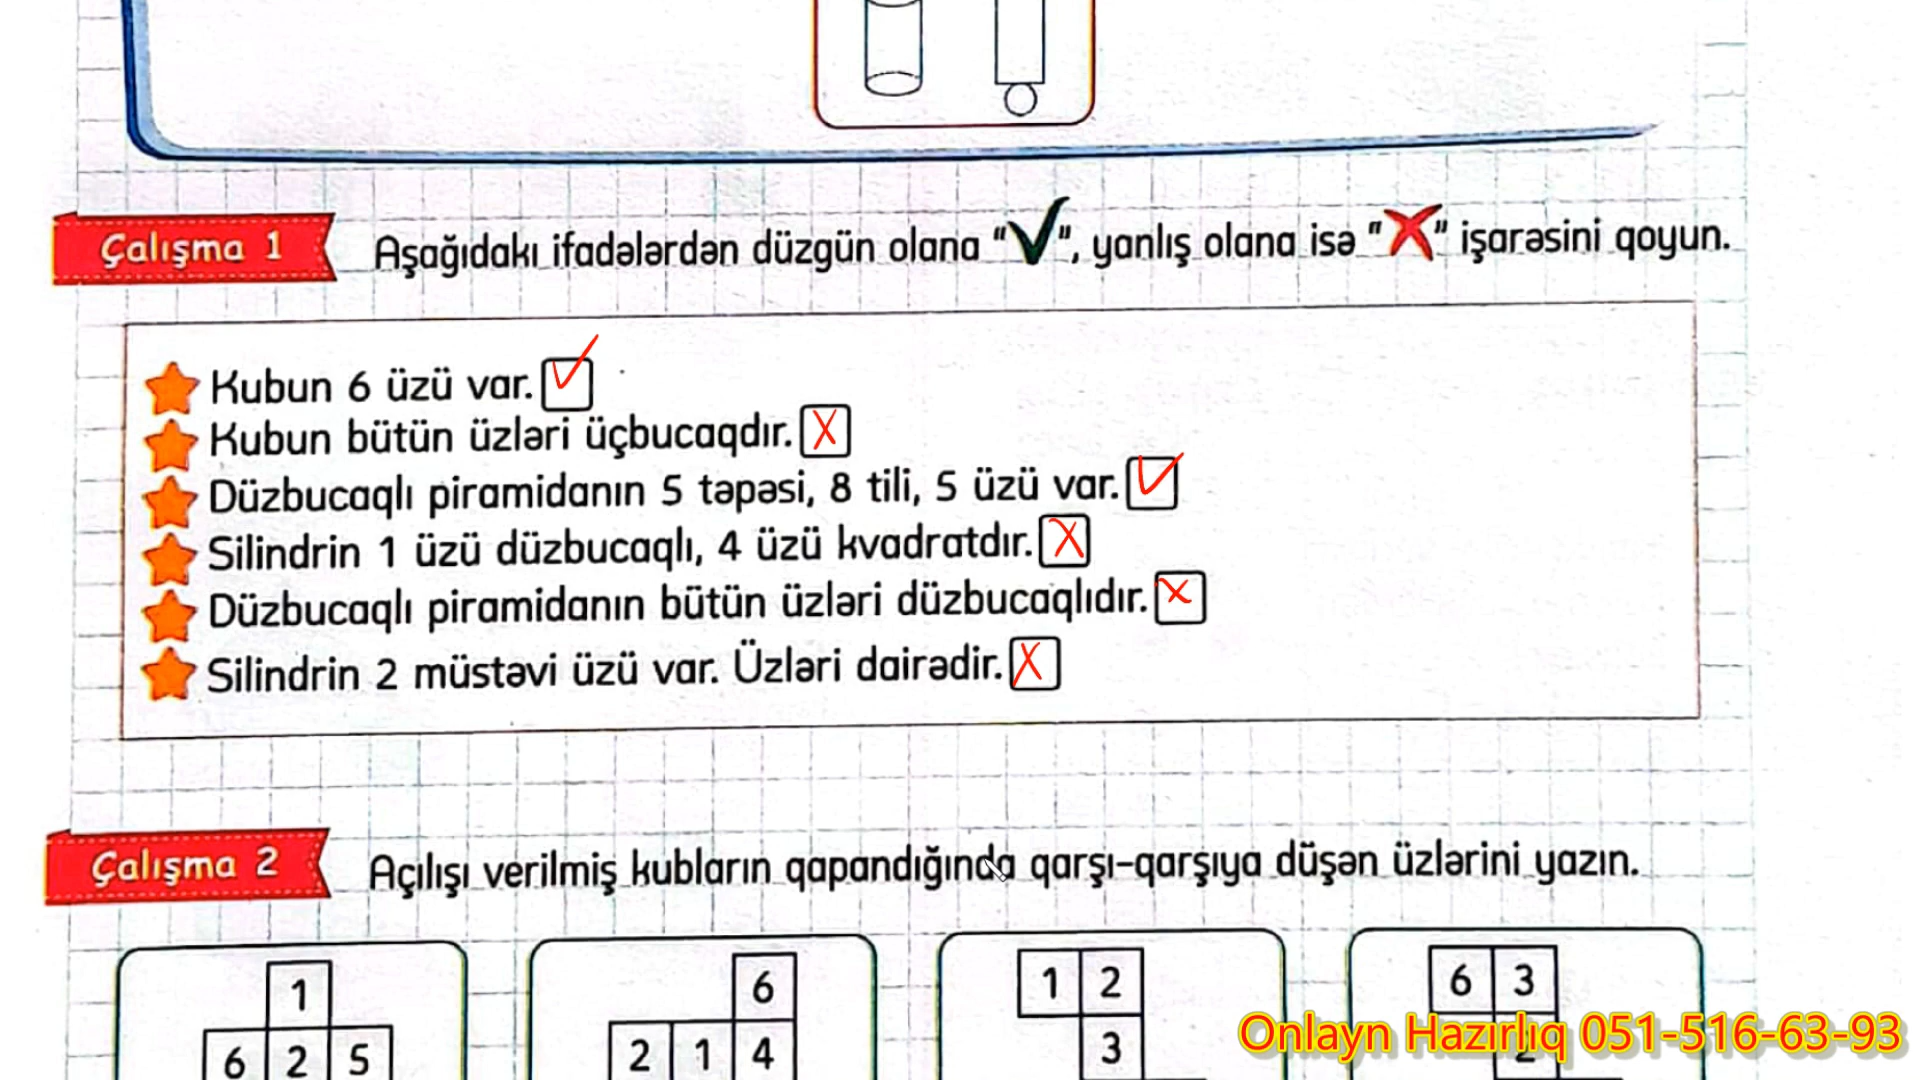 Çalışma 1
Aşağıdakı ifadələrdən düzgün olana "✓", yanlış olana isə "X" işarəsini qoyun.
Kubun 6 üzü var. ✓
Kubun bütün üzləri üçbucaqdır. X
Düzbucaqlı piramidanın 5 təpəsi, 8 tili, 5 üzü var. ✓
Silindrin 1 üzü düzbucaqlı, 4 üzü kvadratdır. X
Düzbucaqlı piramidanın bütün üzləri düzbucaqlıdır. X
Silindrin 2 müstəvi üzü var. Üzləri dairədir. X
Çalışma 2
Açılışı verilmiş kubların qapandığında qarşı-qarşıya düşən üzlərini yazın.
1
6 2 5
6
2 1 4
1 2
3
6 3
2
Onlayn Hazırlıq 051-516-63-93